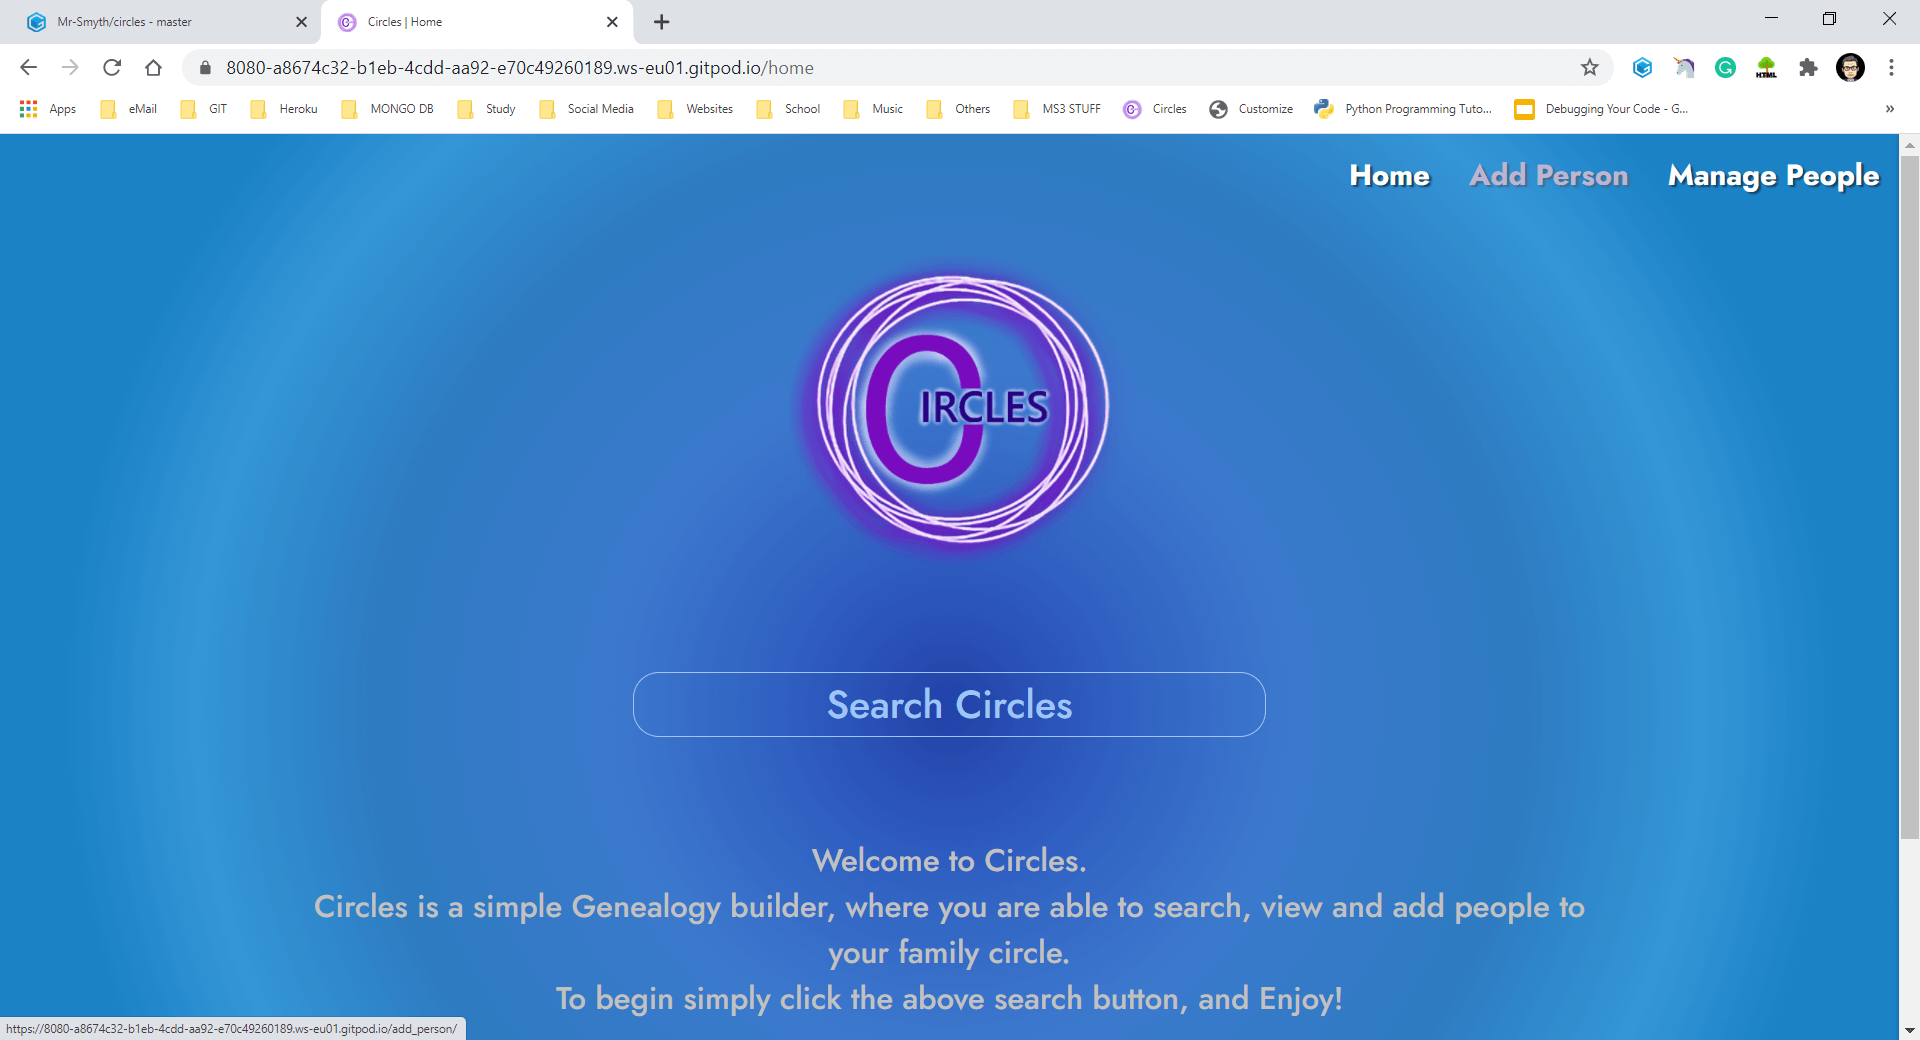 Mr-Smyth/circles - master
Circles | Home
8080-a8674c32-b1eb-4cdd-aa92-e70c49260189.ws-eu01.gitpod.io/home
HTML
Apps eMail GIT Heroku MONGO DB Study Social Media Websites School Music Others MS3 STUFF Circles Customize Python Programming Tuto... Debugging Your Code - G... »
Home Add Person Manage People
CIRCLES
Search Circles
Welcome to Circles.
Circles is a simple Genealogy builder, where you are able to search, view and add people to
your family circle.
To begin simply click the above search button, and Enjoy!
https://8080-a8674c32-b1eb-4cdd-aa92-e70c49260189.ws-eu01.gitpod.io/add_person/